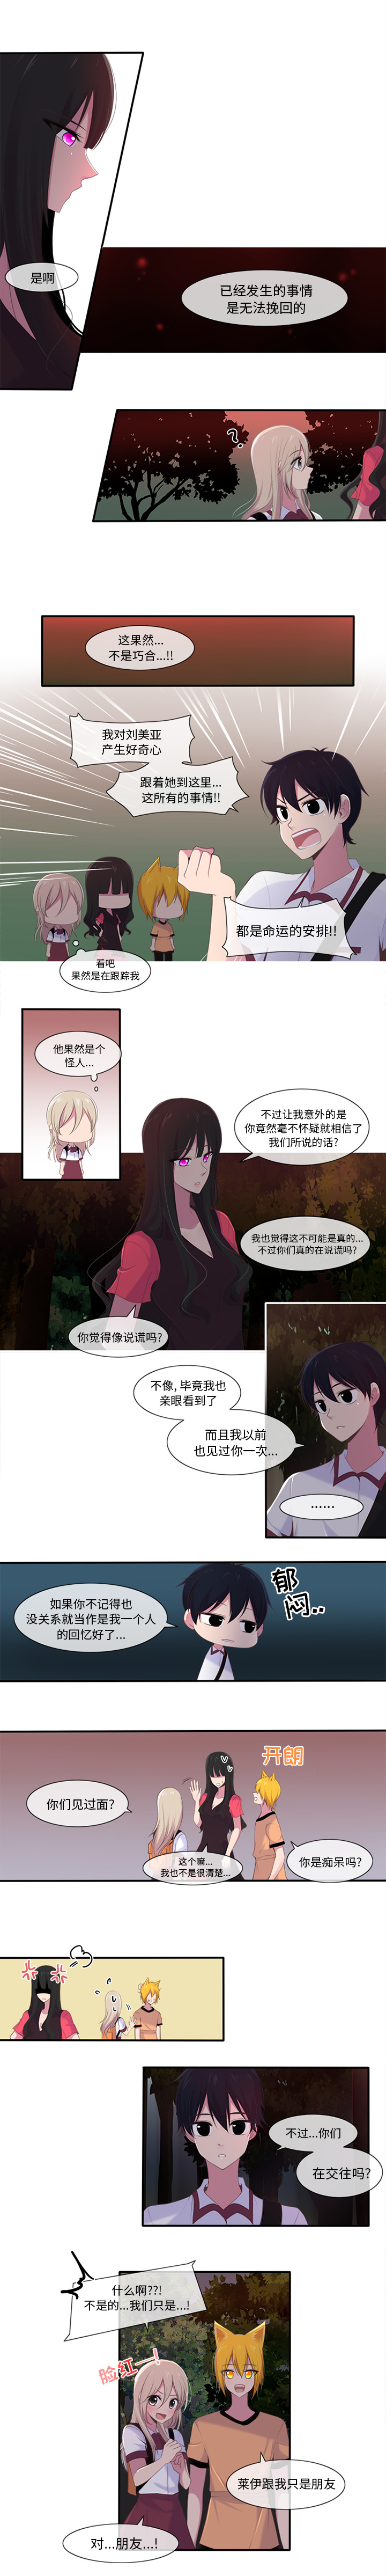 是啊
已经发生的事情
是无法挽回的
?
这果然...
不是巧合...!!
我对刘美亚
产生好奇心
跟着她到这里...
这所有的事情!!
都是命运的安排!!
看吧
果然是在跟踪我
他果然是个
怪人...
不过让我意外的是
你竟然毫不怀疑就相信了
我们所说的话?
我也觉得这不可能是真的...
不过你们真的在说谎吗?
你觉得像说谎吗?
不像, 毕竟我也
亲眼看到了
而且我以前
也见过你一次...
......
如果你不记得也
没关系就当作是我一个人
的回忆好了...
郁
闷..
你们见过面?
开朗
这个嘛...
我也不是很清楚...
你是痴呆吗?
不过...你们
在交往吗?
什么啊??!
不是的...我们只是...!
脸红—!
莱伊跟我只是朋友
对...朋友...!